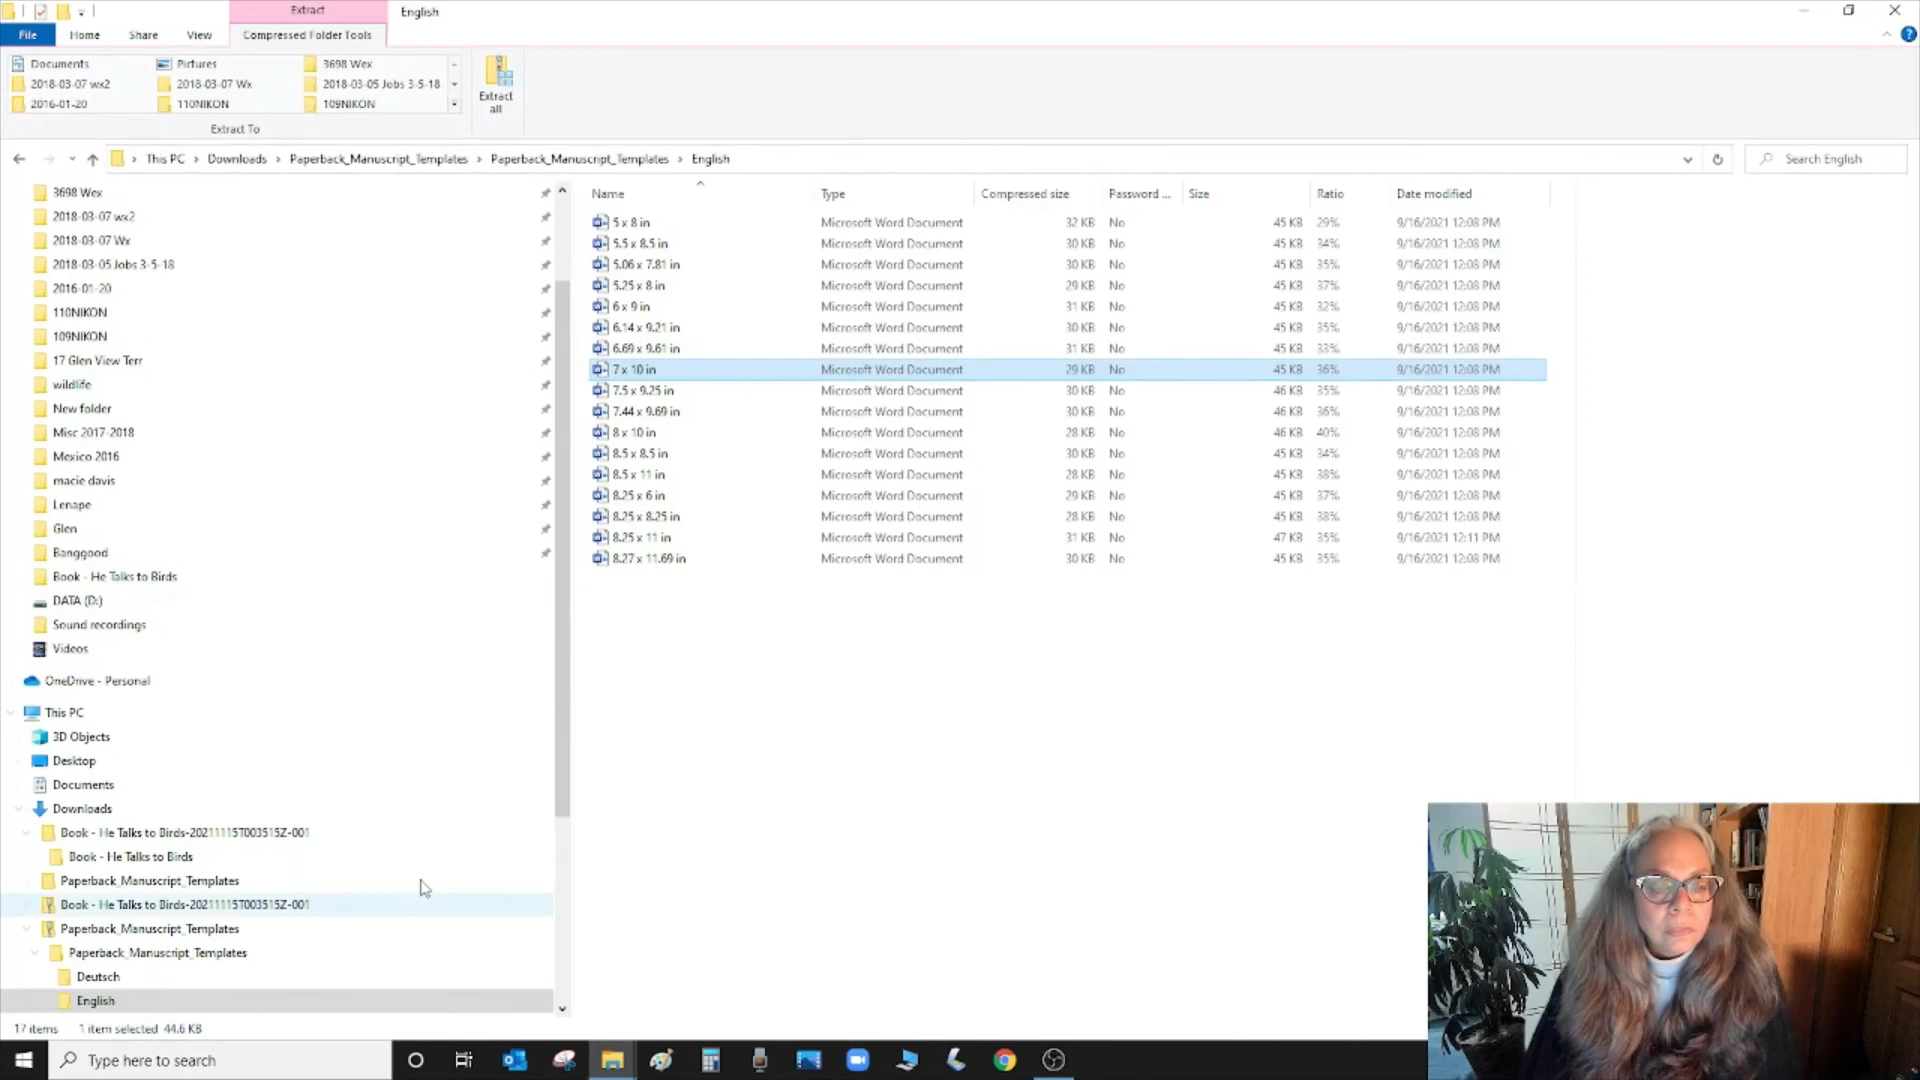 Extract
English
File
Home
Share
View
Compressed Folder Tools
Documents
Pictures
3698 Wex
2018-03-07 wx2
2018-03-07 Wx
2018-03-05 Jobs 3-5-18
2016-01-20
110NIKON
109NIKON
Extract all
Extract To
This PC > Downloads > Paperback_Manuscript_Templates > Paperback_Manuscript_Templates > English
Search English
3698 Wex
2018-03-07 wx2
2018-03-07 Wx
2018-03-05 Jobs 3-5-18
2016-01-20
110NIKON
109NIKON
17 Glen View Terr
wildlife
New folder
Misc 2017-2018
Mexico 2016
macie davis
Lenape
Glen
Banggood
Book - He Talks to Birds
DATA (D:)
Sound recordings
Videos
OneDrive - Personal
This PC
3D Objects
Desktop
Documents
Downloads
Book - He Talks to Birds-20211115T003515Z-001
Book - He Talks to Birds
Paperback_Manuscript_Templates
Book - He Talks to Birds-20211115T003515Z-001
Paperback_Manuscript_Templates
Paperback_Manuscript_Templates
Deutsch
English
Name Type Compressed size Password ... Size Ratio Date modified
5 x 8 in Microsoft Word Document 32 KB No 45 KB 29% 9/16/2021 12:08 PM
5.5 x 8.5 in Microsoft Word Document 30 KB No 45 KB 34% 9/16/2021 12:08 PM
5.06 x 7.81 in Microsoft Word Document 30 KB No 45 KB 35% 9/16/2021 12:08 PM
5.25 x 8 in Microsoft Word Document 29 KB No 45 KB 37% 9/16/2021 12:08 PM
6 x 9 in Microsoft Word Document 31 KB No 45 KB 32% 9/16/2021 12:08 PM
6.14 x 9.21 in Microsoft Word Document 30 KB No 45 KB 35% 9/16/2021 12:08 PM
6.69 x 9.61 in Microsoft Word Document 31 KB No 45 KB 33% 9/16/2021 12:08 PM
7 x 10 in Microsoft Word Document 29 KB No 45 KB 36% 9/16/2021 12:08 PM
7.5 x 9.25 in Microsoft Word Document 30 KB No 46 KB 35% 9/16/2021 12:08 PM
7.44 x 9.69 in Microsoft Word Document 30 KB No 46 KB 36% 9/16/2021 12:08 PM
8 x 10 in Microsoft Word Document 28 KB No 46 KB 40% 9/16/2021 12:08 PM
8.5 x 8.5 in Microsoft Word Document 30 KB No 45 KB 34% 9/16/2021 12:08 PM
8.5 x 11 in Microsoft Word Document 28 KB No 45 KB 38% 9/16/2021 12:08 PM
8.25 x 6 in Microsoft Word Document 29 KB No 45 KB 37% 9/16/2021 12:08 PM
8.25 x 8.25 in Microsoft Word Document 28 KB No 45 KB 38% 9/16/2021 12:08 PM
8.25 x 11 in Microsoft Word Document 31 KB No 47 KB 35% 9/16/2021 12:11 PM
8.27 x 11.69 in Microsoft Word Document 30 KB No 45 KB 35% 9/16/2021 12:08 PM
17 items 1 item selected 44.6 KB
Type here to search